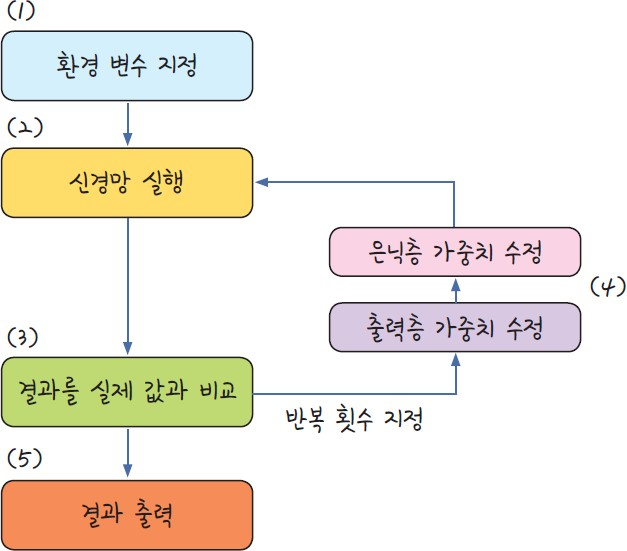 (1)
환경 변수 지정
(2)
신경망 실행
은닉층 가중치 수정
(4)
출력층 가중치 수정
(3)
결과를 실제 값과 비교
반복 횟수 지정
(5)
결과 출력